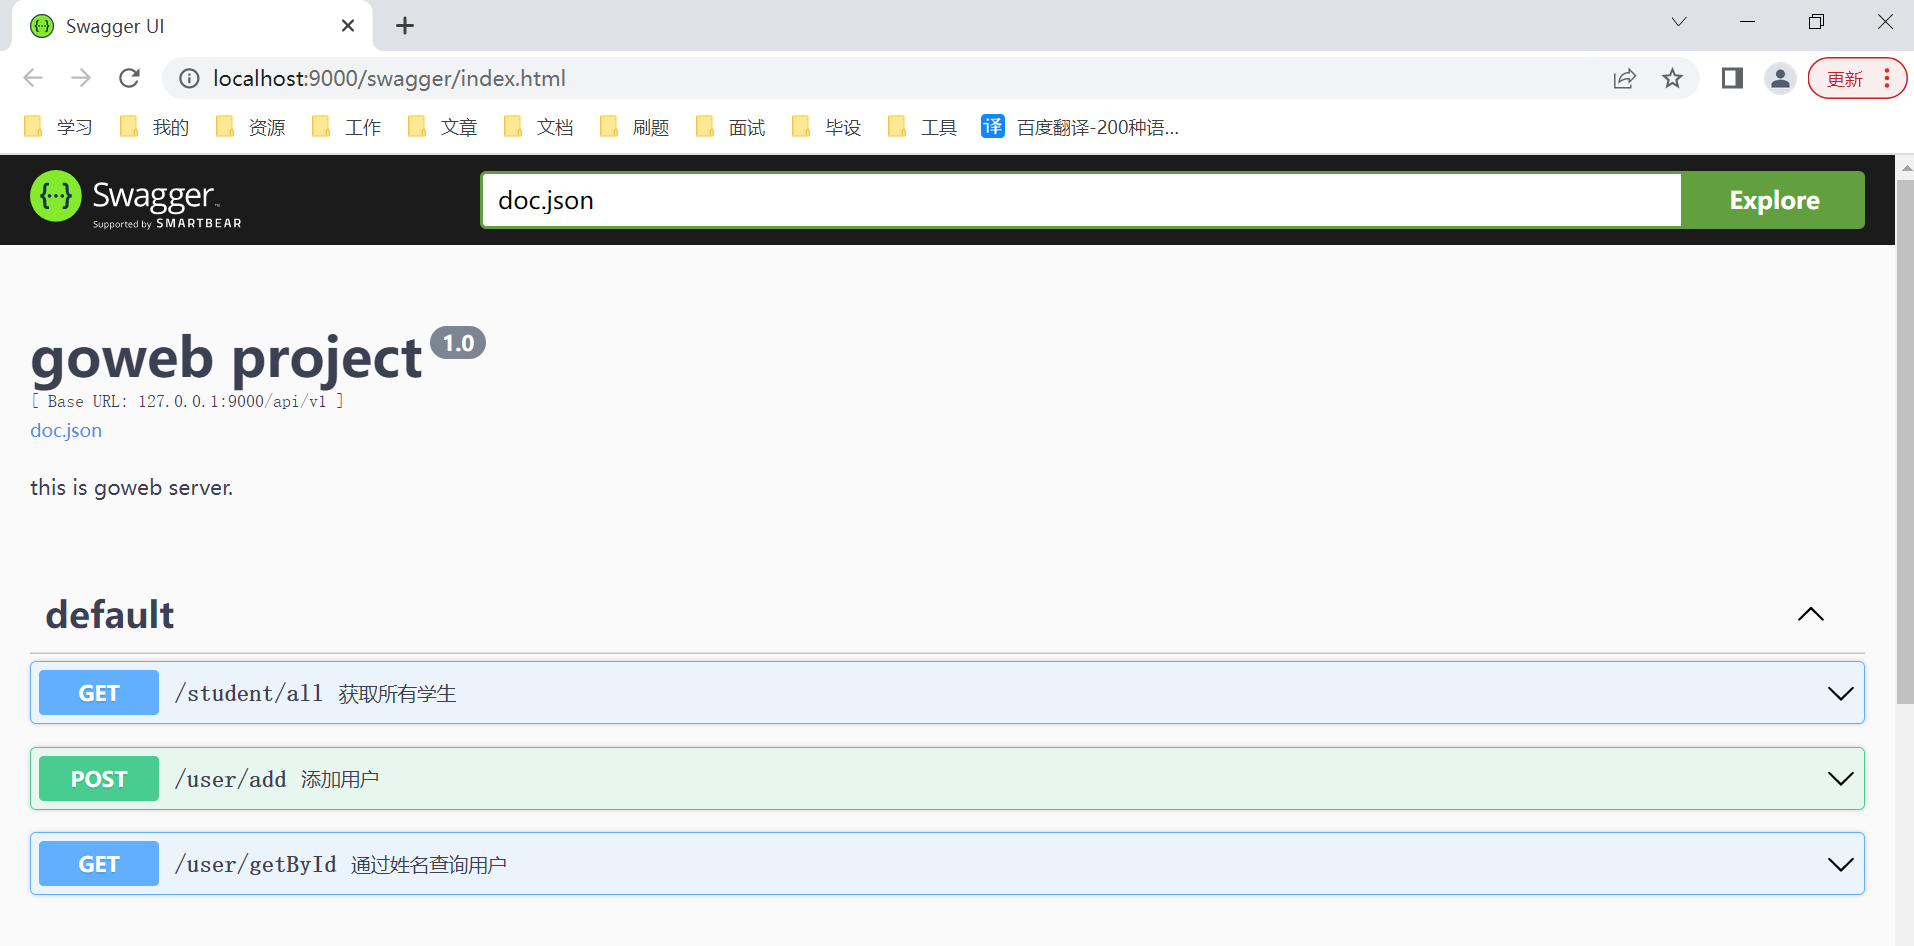 Swagger UI
localhost:9000/swagger/index.html
更新
学习 我的 资源 工作 文章 文档 刷题 面试 毕设 工具 译 百度翻译-200种语...
{···} Swagger™
Supported by SMARTBEAR
doc.json
Explore
goweb project 1.0
[ Base URL: 127.0.0.1:9000/api/v1 ]
doc.json
this is goweb server.
default
GET /student/all 获取所有学生
POST /user/add 添加用户
GET /user/getById 通过姓名查询用户